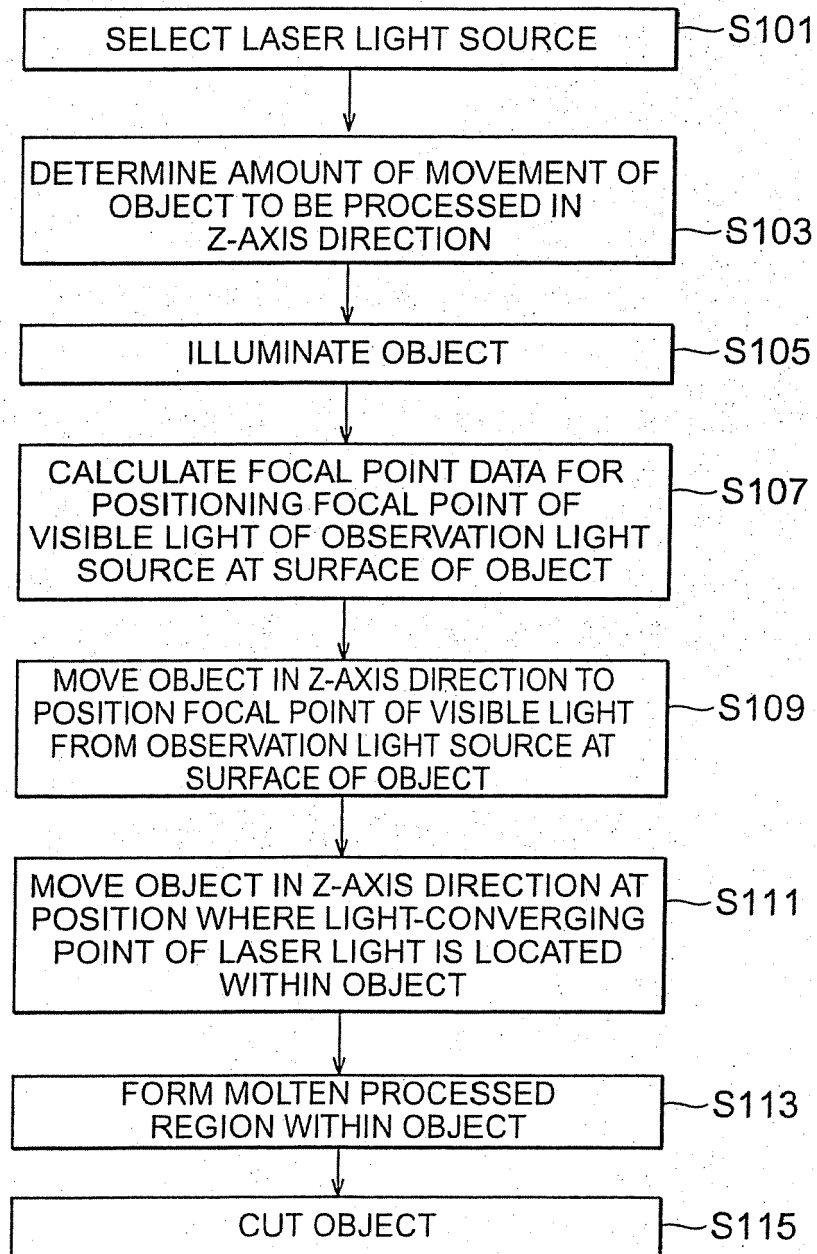 SELECT LASER LIGHT SOURCE
S101
DETERMINE AMOUNT OF MOVEMENT OF
OBJECT TO BE PROCESSED IN
Z-AXIS DIRECTION
S103
ILLUMINATE OBJECT
S105
CALCULATE FOCAL POINT DATA FOR
POSITIONING FOCAL POINT OF
VISIBLE LIGHT OF OBSERVATION LIGHT
SOURCE AT SURFACE OF OBJECT
S107
MOVE OBJECT IN Z-AXIS DIRECTION TO
POSITION FOCAL POINT OF VISIBLE LIGHT
FROM OBSERVATION LIGHT SOURCE AT
SURFACE OF OBJECT
S109
MOVE OBJECT IN Z-AXIS DIRECTION AT
POSITION WHERE LIGHT-CONVERGING
POINT OF LASER LIGHT IS LOCATED
WITHIN OBJECT
S111
FORM MOLTEN PROCESSED
REGION WITHIN OBJECT
S113
CUT OBJECT
S115